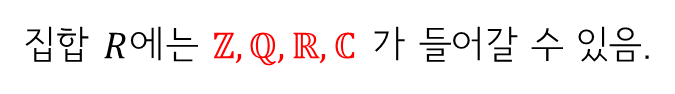 집합 𝑅에는 ℤ, ℚ, ℝ, ℂ 가 들어갈 수 있음.